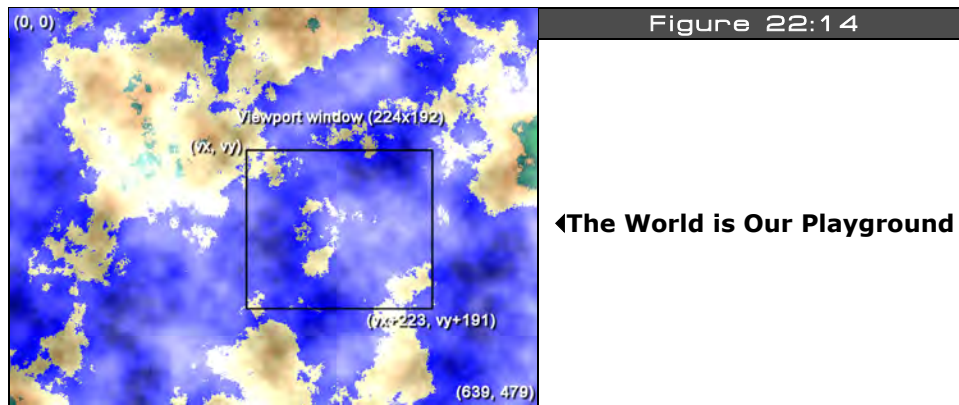 (0, 0)
Figure 22:14
Viewport window (224x192)
(vx, vy)
The World is Our Playground
(vx+223, vy+191)
(639, 479)